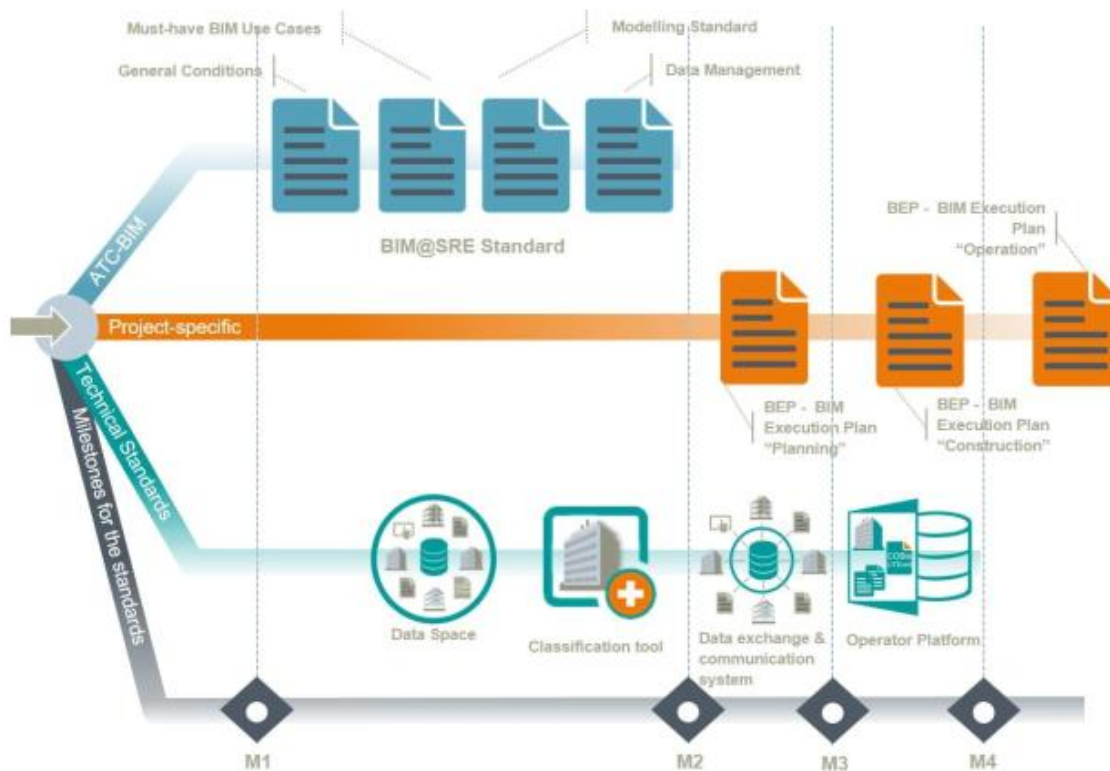 Must-have BIM Use Cases
Modelling Standard
General Conditions
Data Management
BIM@SRE Standard
ATC-BIM
BEP - BIM Execution
Plan
“Operation”
Project-specific
BEP - BIM
Execution Plan
“Planning”
BEP - BIM
Execution Plan
“Construction”
Technical Standards
Milestones for the standards
Data Space
Classification tool
Data exchange &
communication
system
Operator Platform
M1
M2
M3
M4